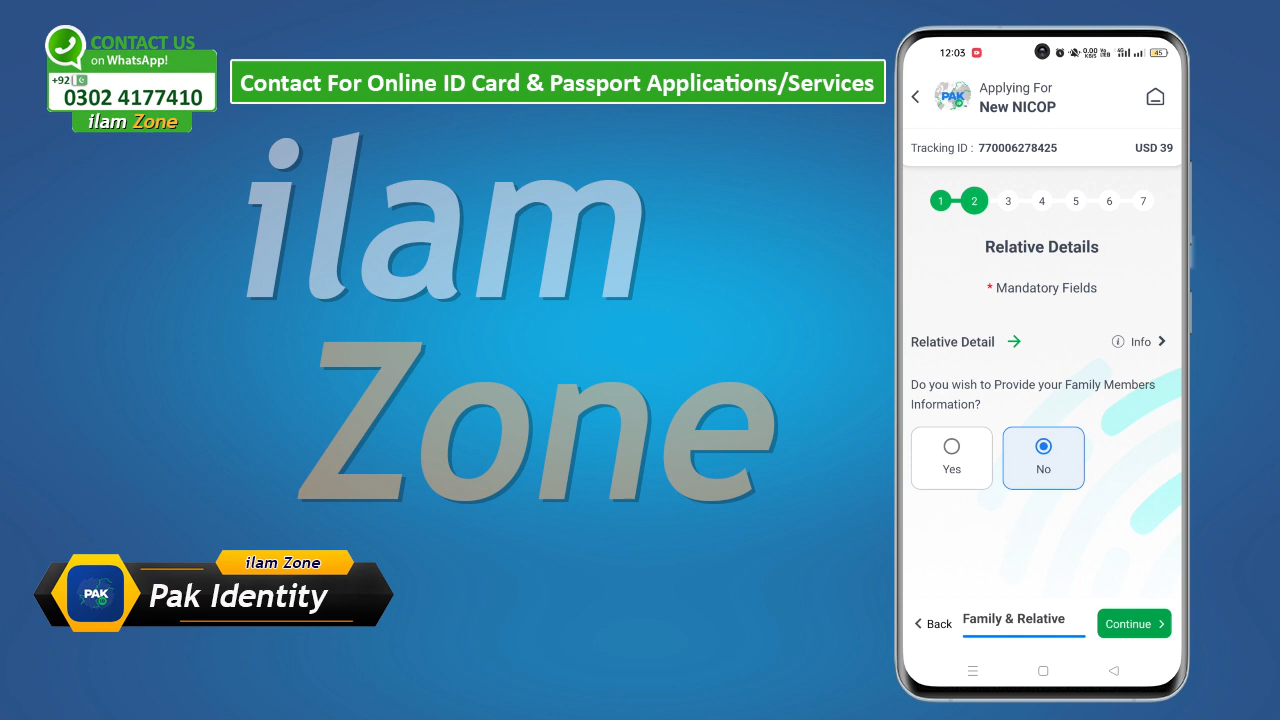 CONTACT US
on WhatsApp!
+92
0302 4177410
ilam Zone
Contact For Online ID Card & Passport Applications/Services
ilam
Zone
ilam Zone
PAK
Pak Identity
12:03
45
PAK
Applying For
New NICOP
Tracking ID : 770006278425
USD 39
1
2
3
4
5
6
7
Relative Details
* Mandatory Fields
Relative Detail
Info
Do you wish to Provide your Family Members
Information?
Yes
No
Back
Family & Relative
Continue